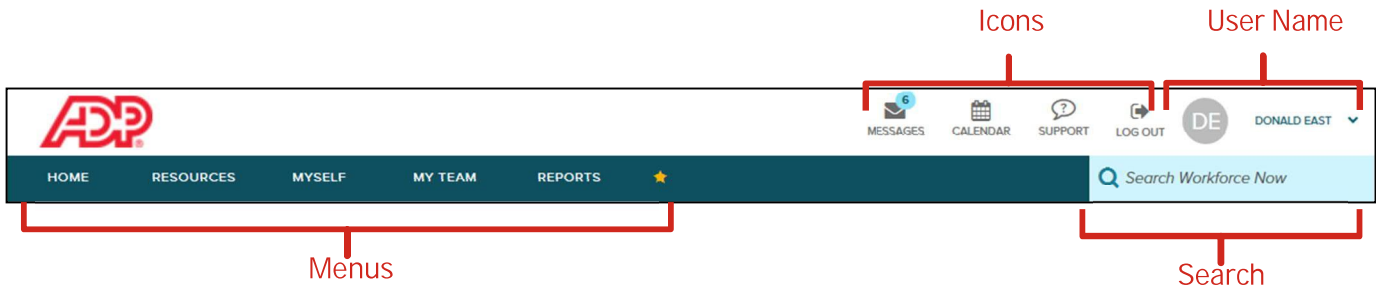 Icons
User Name
ADP®
6
MESSAGES CALENDAR SUPPORT LOG OUT DE DONALD EAST
HOME RESOURCES MYSELF MY TEAM REPORTS
Search Workforce Now
Menus
Search